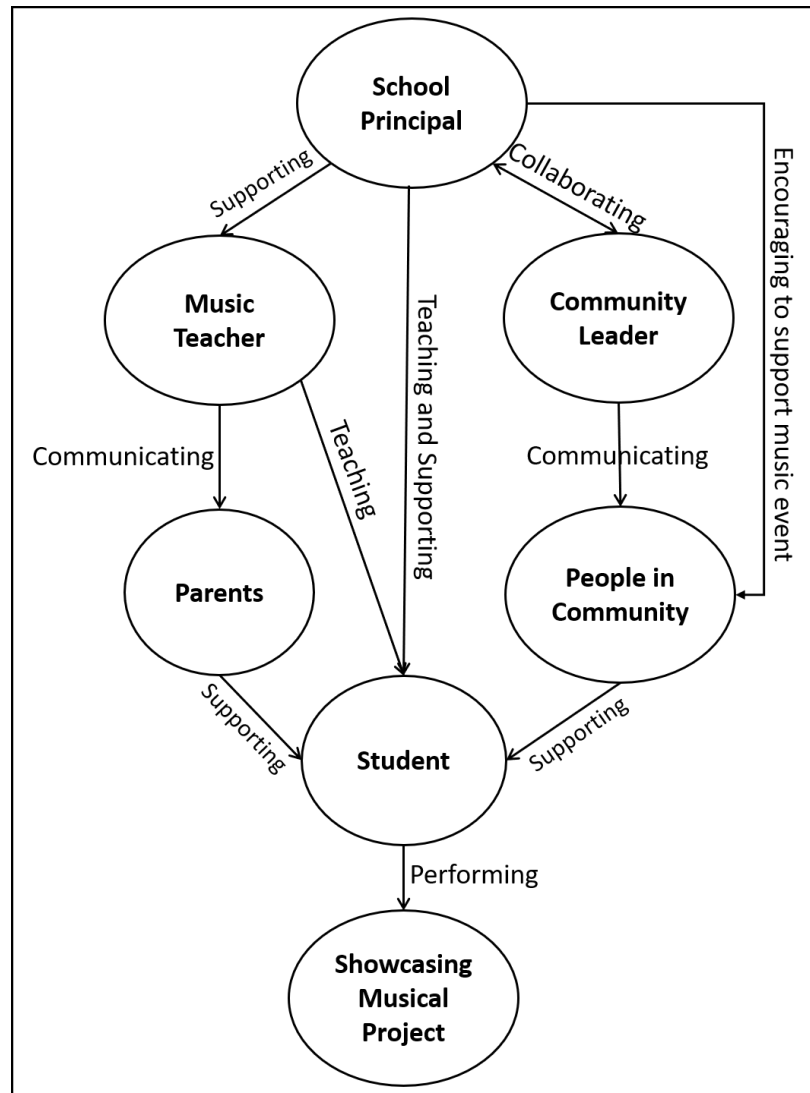 School
Principal
Supporting
Collaborating
Encouraging to support music event
Music
Teacher
Teaching and Supporting
Community
Leader
Communicating
Teaching
Communicating
Parents
People in
Community
Supporting
Student
Supporting
Performing
Showcasing
Musical
Project